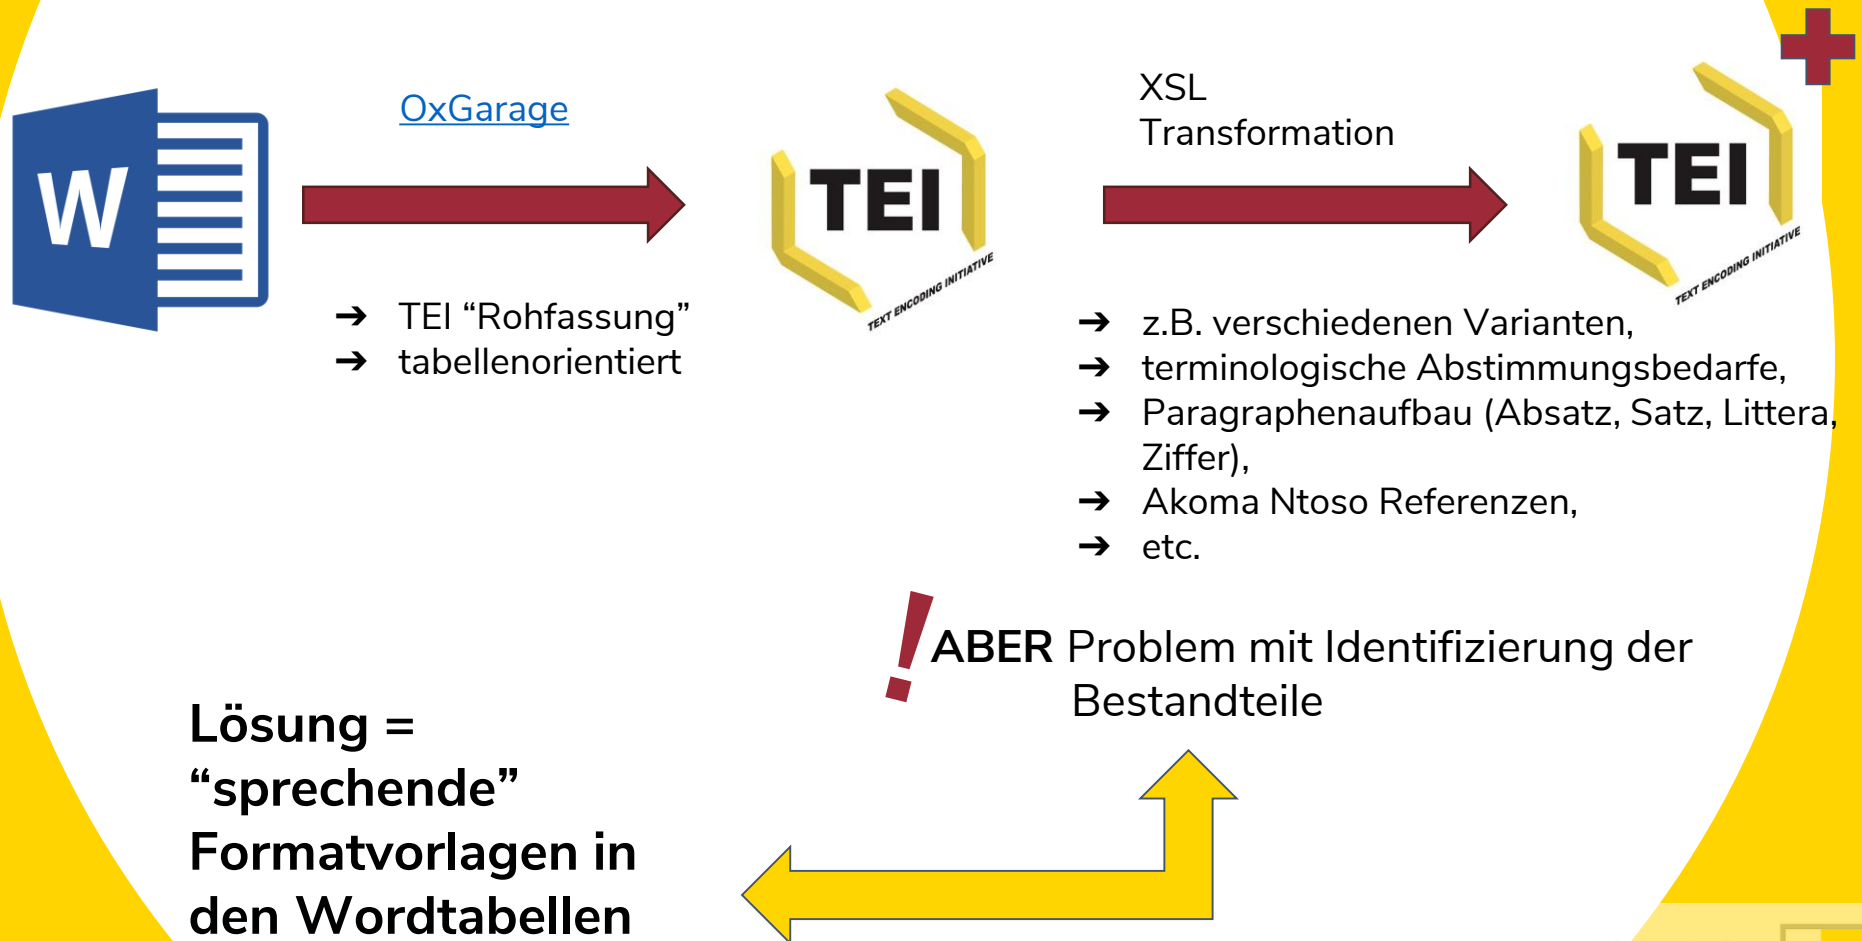 W
OxGarage
➔ TEI “Rohfassung”
➔ tabellenorientiert
TEI
TEXT ENCODING INITIATIVE
XSL
Transformation
TEI
TEXT ENCODING INITIATIVE
➔ z.B. verschiedenen Varianten,
➔ terminologische Abstimmungsbedarfe,
➔ Paragraphenaufbau (Absatz, Satz, Littera,
Ziffer),
➔ Akoma Ntoso Referenzen,
➔ etc.
! ABER Problem mit Identifizierung der
Bestandteile
Lösung =
“sprechende”
Formatvorlagen in
den Wordtabellen